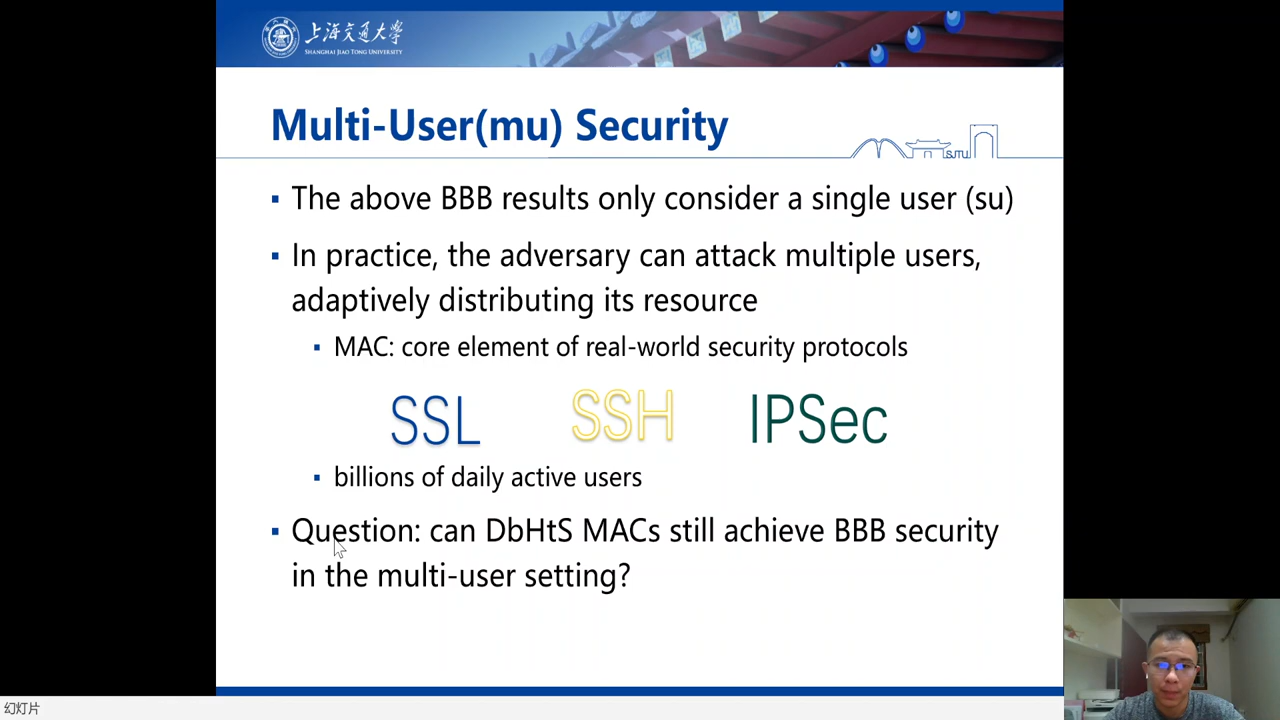 上海交通大学
SHANGHAI JIAO TONG UNIVERSITY
Multi-User(mu) Security
SJTU
▪ The above BBB results only consider a single user (su)
▪ In practice, the adversary can attack multiple users,
adaptively distributing its resource
▪ MAC: core element of real-world security protocols
SSL SSH IPSec
▪ billions of daily active users
▪ Question: can DbHtS MACs still achieve BBB security
in the multi-user setting?
幻灯片